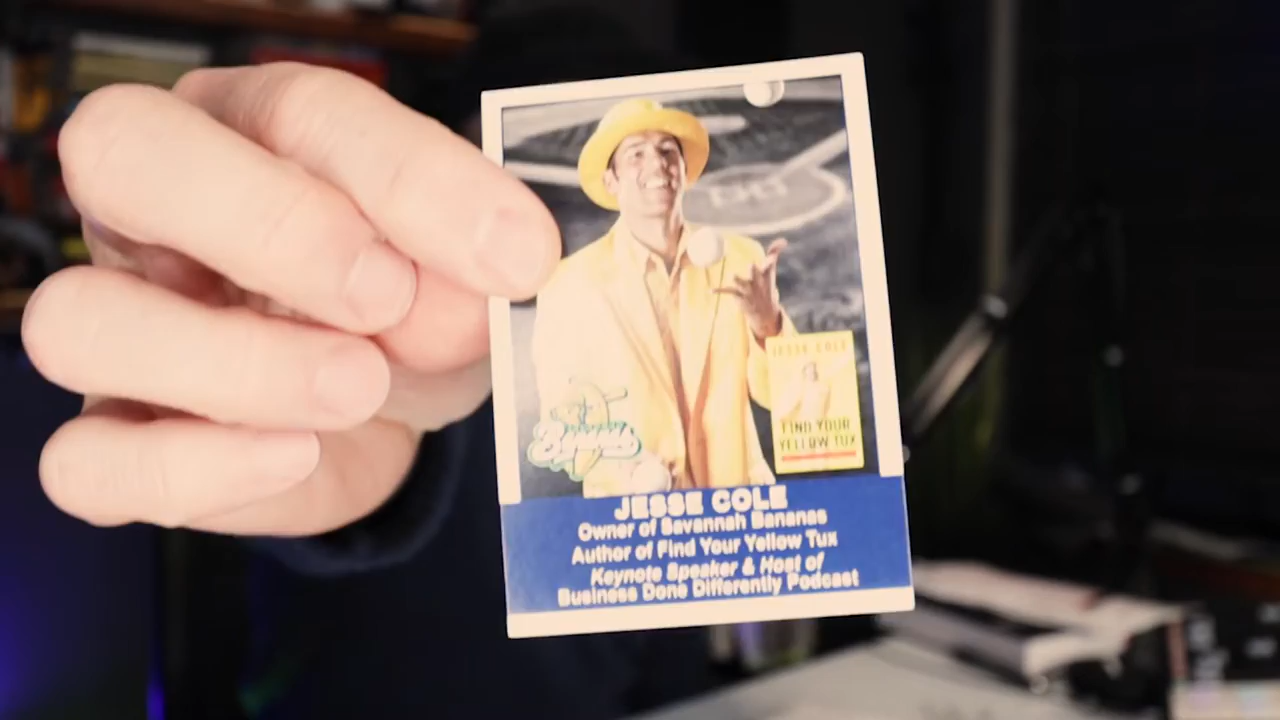 Bananas
JESSE COLE
FIND YOUR
YELLOW TUX
JESSE COLE
Owner of Savannah Bananas
Author of Find Your Yellow Tux
Keynote Speaker & Host of
Business Done Differently Podcast